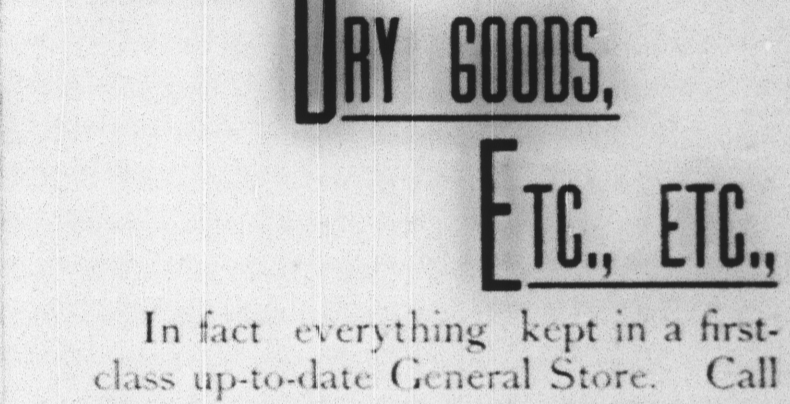 DRY GOODS,
ETC., ETC.,
In fact everything kept in a first-
class up-to-date General Store. Call